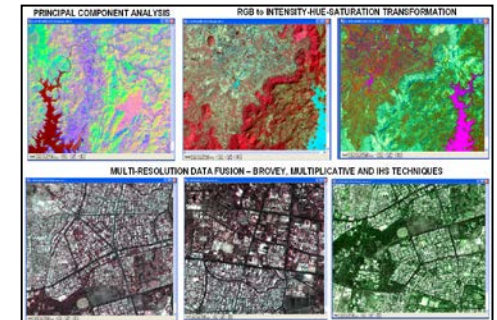 PRINCIPAL COMPONENT ANALYSIS
RGB to INTENSITY-HUE-SATURATION TRANSFORMATION
MULTI-RESOLUTION DATA FUSION – BROVEY, MULTIPLICATIVE AND IHS TECHNIQUES